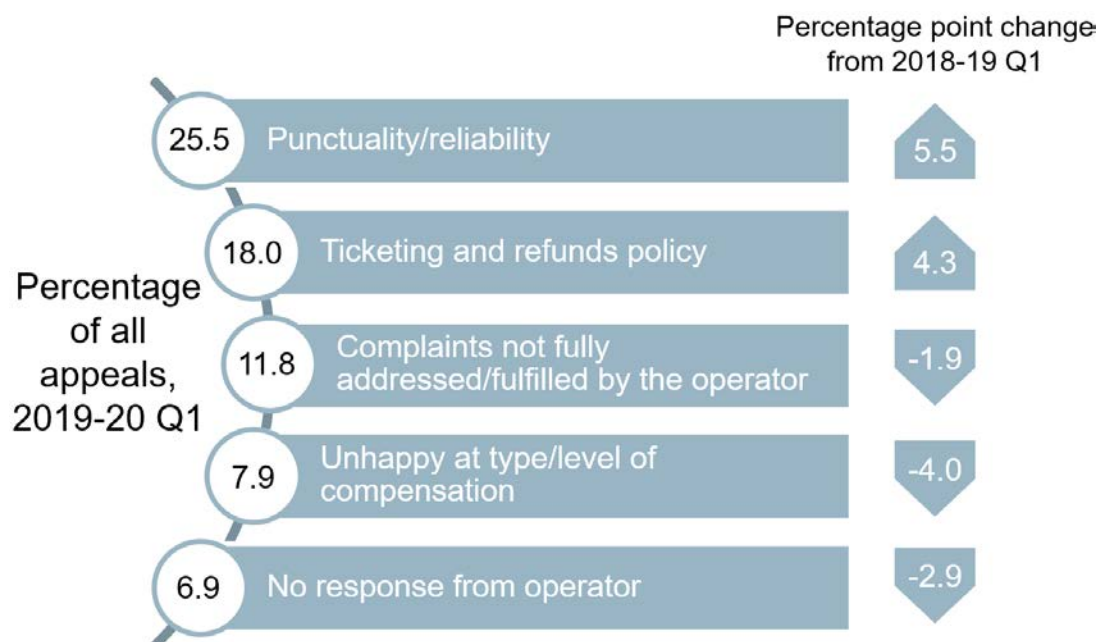 Percentage point change
from 2018-19 Q1
25.5
Punctuality/reliability
5.5
18.0
Ticketing and refunds policy
4.3
Percentage
of all
appeals,
2019-20 Q1
11.8
Complaints not fully
addressed/fulfilled by the operator
-1.9
7.9
Unhappy at type/level of
compensation
-4.0
6.9
No response from operator
-2.9